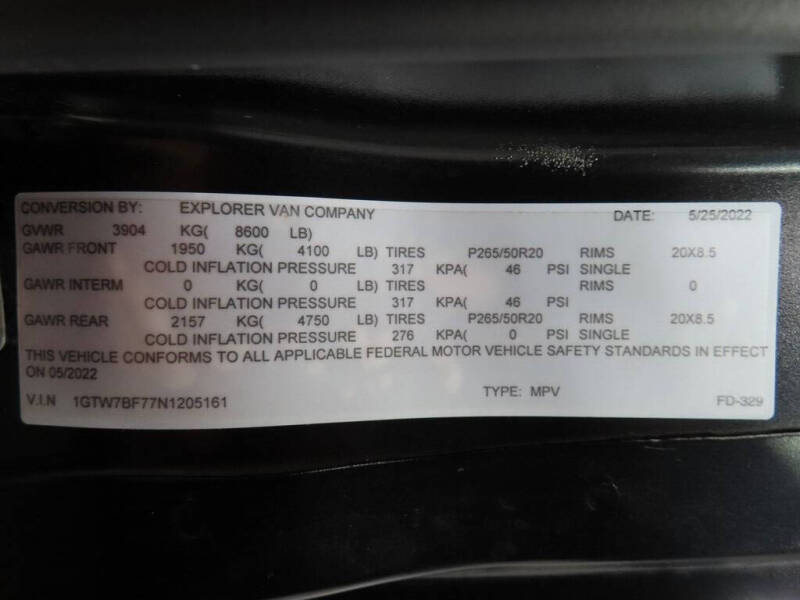 CONVERSION BY: EXPLORER VAN COMPANY DATE: 5/25/2022
GVWR 3904 KG( 8600 LB)
GAWR FRONT 1950 KG( 4100 LB) TIRES P265/50R20 RIMS 20X8.5
COLD INFLATION PRESSURE 317 KPA( 46 PSI SINGLE
GAWR INTERM 0 KG( 0 LB) TIRES RIMS 0
COLD INFLATION PRESSURE 317 KPA( 46 PSI
GAWR REAR 2157 KG( 4750 LB) TIRES P265/50R20 RIMS 20X8.5
COLD INFLATION PRESSURE 276 KPA( 0 PSI SINGLE
THIS VEHICLE CONFORMS TO ALL APPLICABLE FEDERAL MOTOR VEHICLE SAFETY STANDARDS IN EFFECT
ON 05/2022
V.I.N 1GTW7BF77N1205161 TYPE: MPV FD-329